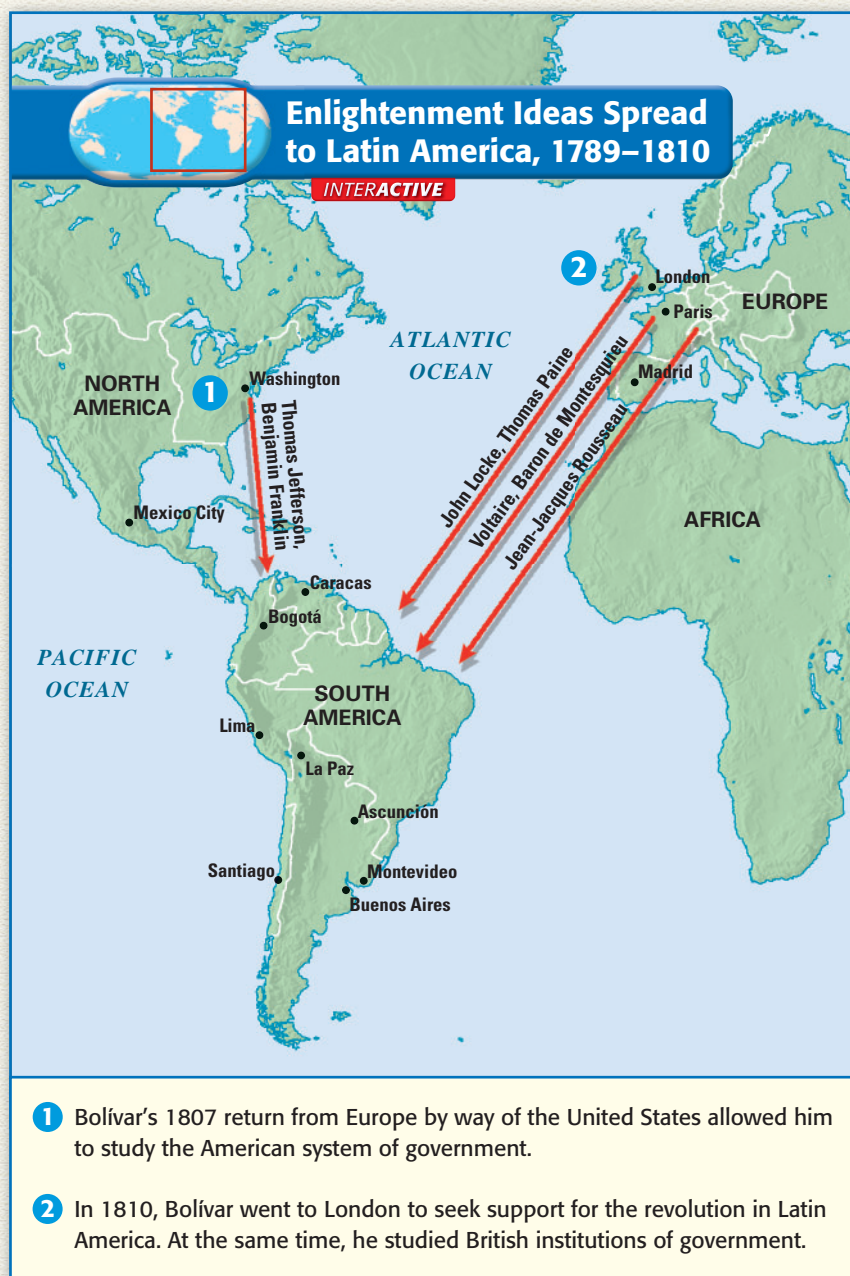 Enlightenment Ideas Spread
to Latin America, 1789–1810
INTERACTIVE
2
London
Paris
EUROPE
ATLANTIC
OCEAN
Madrid
NORTH
AMERICA
1
Washington
Thomas Jefferson,
Benjamin Franklin
John Locke, Thomas Paine
Voltaire, Baron de Montesquieu
Jean-Jacques Rousseau
Mexico City
AFRICA
Caracas
Bogotá
PACIFIC
OCEAN
SOUTH
AMERICA
Lima
La Paz
Ascunción
Santiago
Montevideo
Buenos Aires
1 Bolívar's 1807 return from Europe by way of the United States allowed him
to study the American system of government.
2 In 1810, Bolívar went to London to seek support for the revolution in Latin
America. At the same time, he studied British institutions of government.